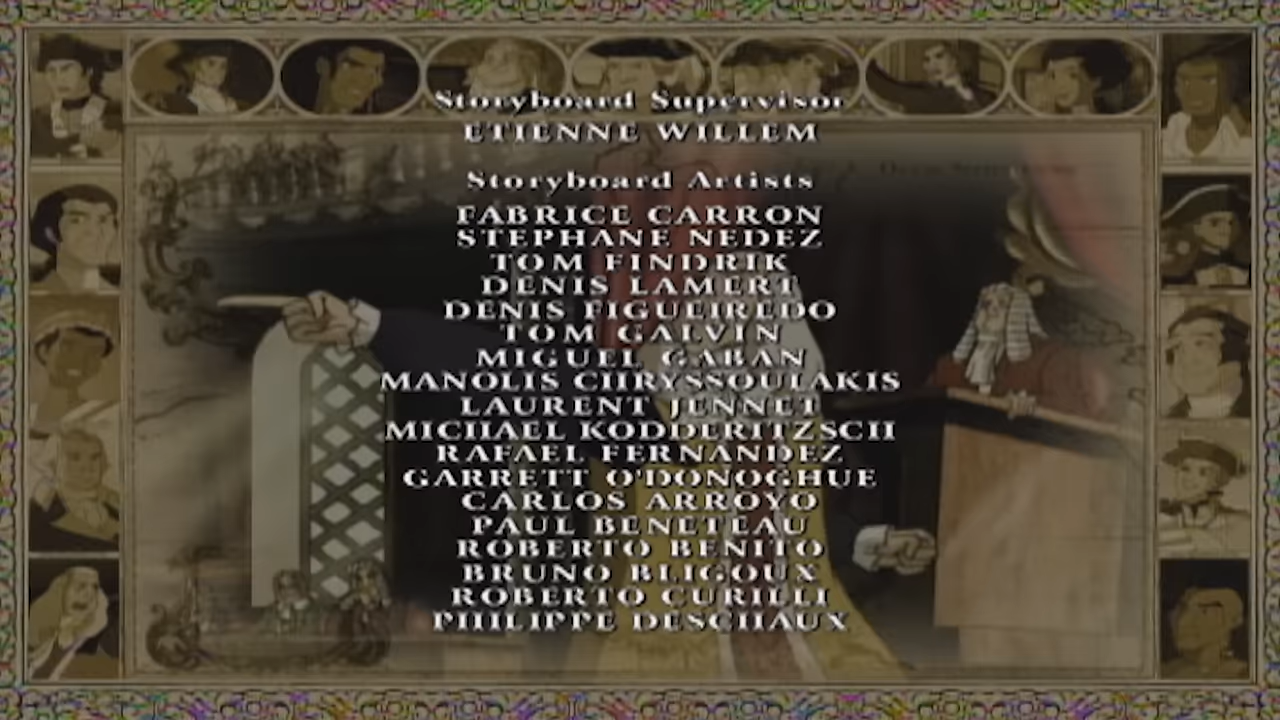 Storyboard Supervisor
ETIENNE WILLEM
Storyboard Artists
FABRICE CARRON
STEPHANE NEDEZ
TOM FINDRIK
DENIS LAMERT
DENIS FIGUEIREDO
TOM GALVIN
MIGUEL GABAN
MANOLIS CHRYSSOULAKIS
LAURENT JENNET
MICHAEL KODDERITZSCH
RAFAEL FERNANDEZ
GARRETT O'DONOGHUE
CARLOS ARROYO
PAUL BENETEAU
ROBERTO BENITO
BRUNO BLIGOUX
ROBERTO CURILLI
PHILIPPE DESCHAUX